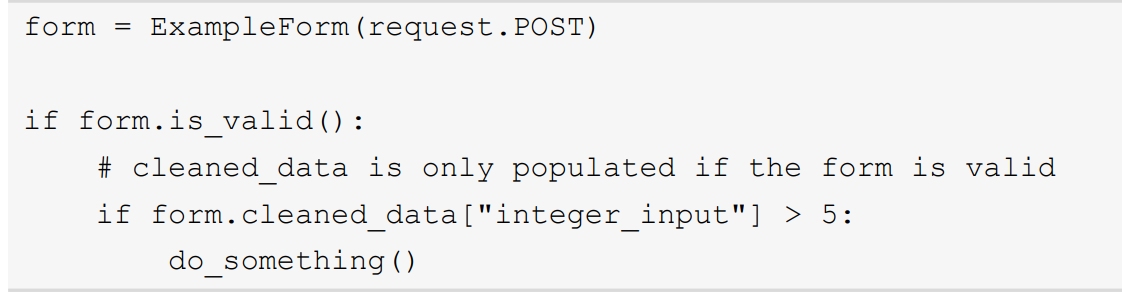 form = ExampleForm(request.POST)
if form.is_valid():
    # cleaned_data is only populated if the form is valid
    if form.cleaned_data["integer_input"] > 5:
        do_something()